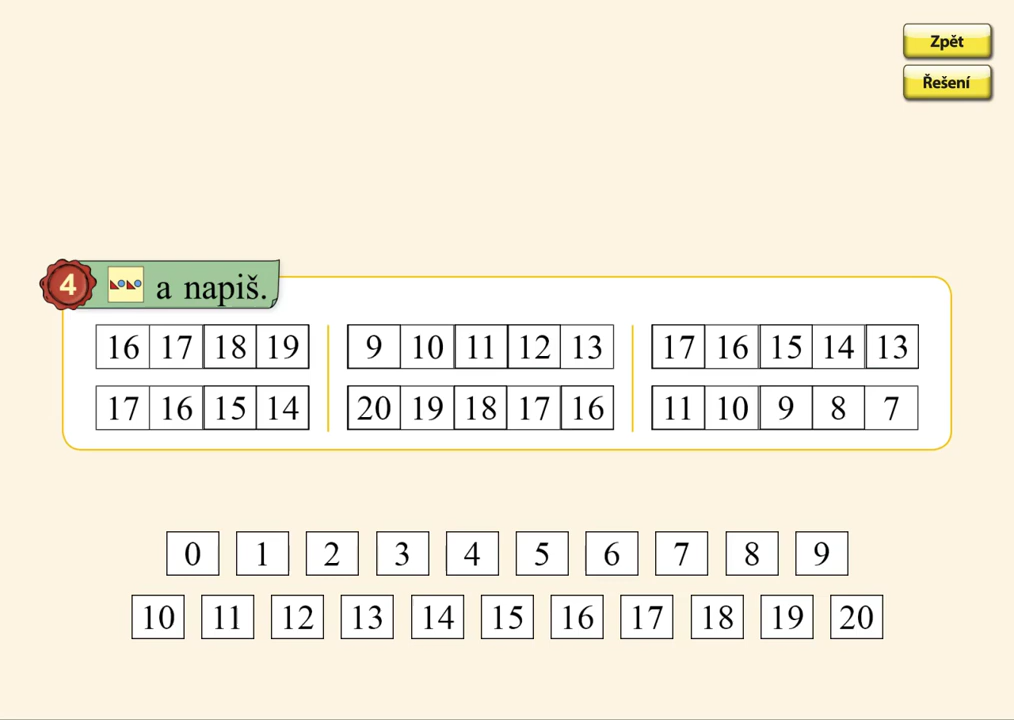 Zpět
Řešení
4 a napiš.
16 17 18 19 9 10 11 12 13 17 16 15 14 13
17 16 15 14 20 19 18 17 16 11 10 9 8 7
0 1 2 3 4 5 6 7 8 9
10 11 12 13 14 15 16 17 18 19 20